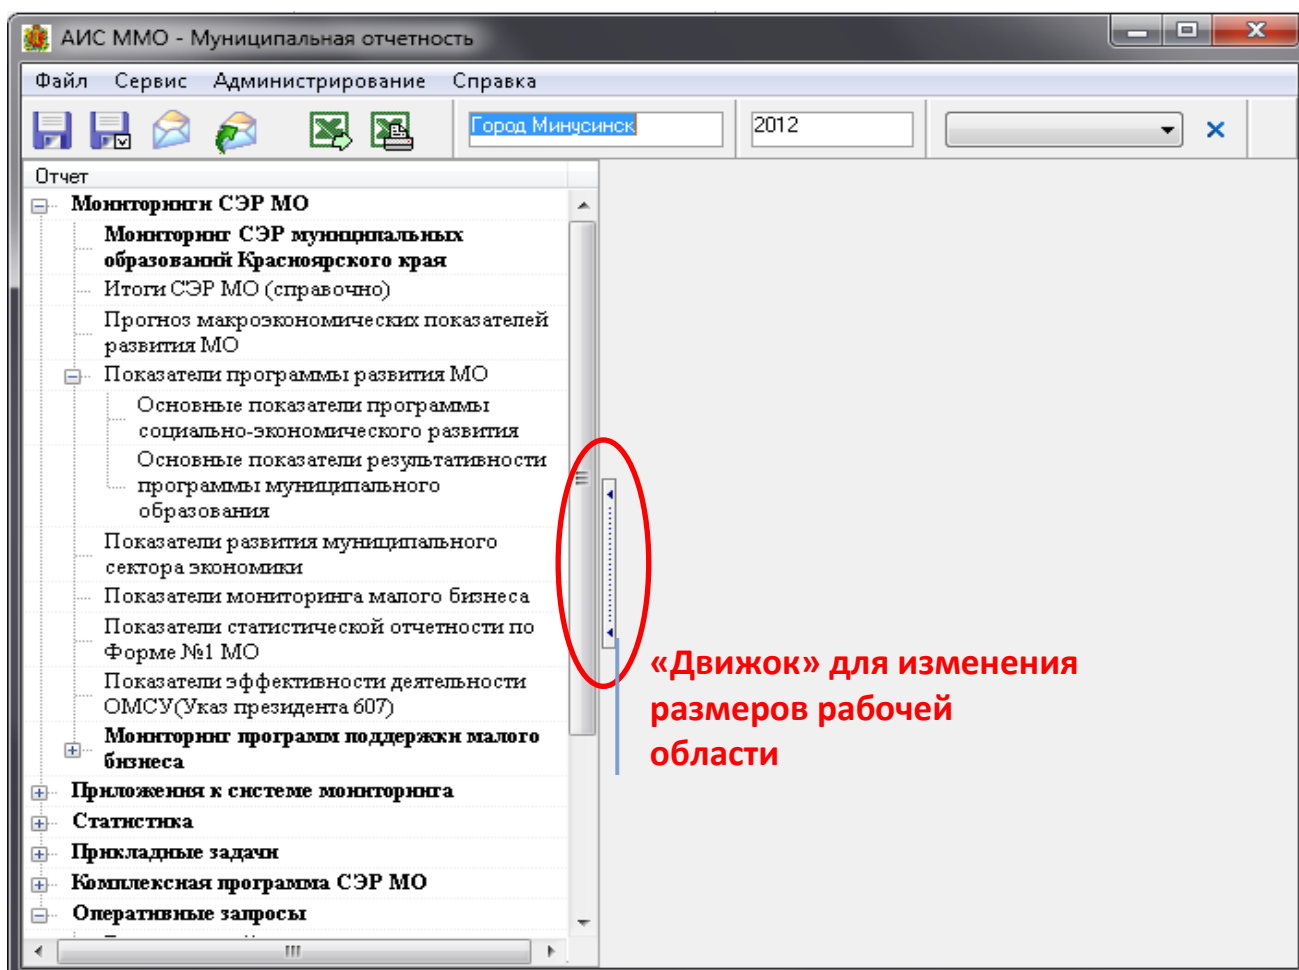 АИС ММО - Муниципальная отчетность
Файл Сервис Администрирование Справка
Город Минусинск 2012
Отчет
Мониторинги СЭР МО
Мониторинг СЭР муниципальных
образований Красноярского края
Итоги СЭР МО (справочно)
Прогноз макроэкономических показателей
развития МО
Показатели программы развития МО
Основные показатели программы
социально-экономического развития
Основные показатели результативности
программы муниципального
образования
Показатели развития муниципального
сектора экономики
Показатели мониторинга малого бизнеса
Показатели статистической отчетности по
Форме №1 МО
Показатели эффективности деятельности
ОМСУ(Указ президента 607)
Мониторинг программ поддержки малого
бизнеса
Приложения к системе мониторинга
Статистика
Прикладные задачи
Комплексная программа СЭР МО
Оперативные запросы
«Движок» для изменения
размеров рабочей
области